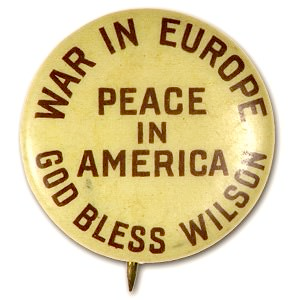 WAR IN EUROPE
PEACE
IN
AMERICA
GOD BLESS WILSON